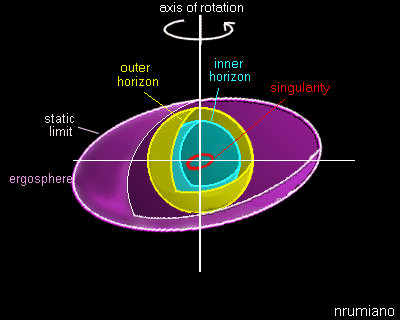 axis of rotation
outer
horizon
inner
horizon
singularity
static
limit
ergosphere
nrumiano